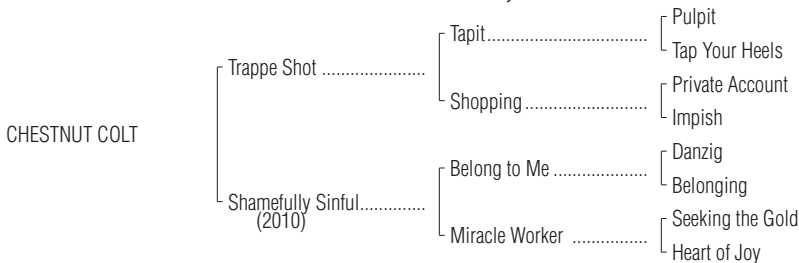 Pulpit
Tapit................................
Tap Your Heels
Trappe Shot .....................
Private Account
Shopping.........................
Impish
CHESTNUT COLT
Danzig
Belong to Me ...................
Belonging
Shamefully Sinful.............
(2010)
Seeking the Gold
Miracle Worker ...............
Heart of Joy